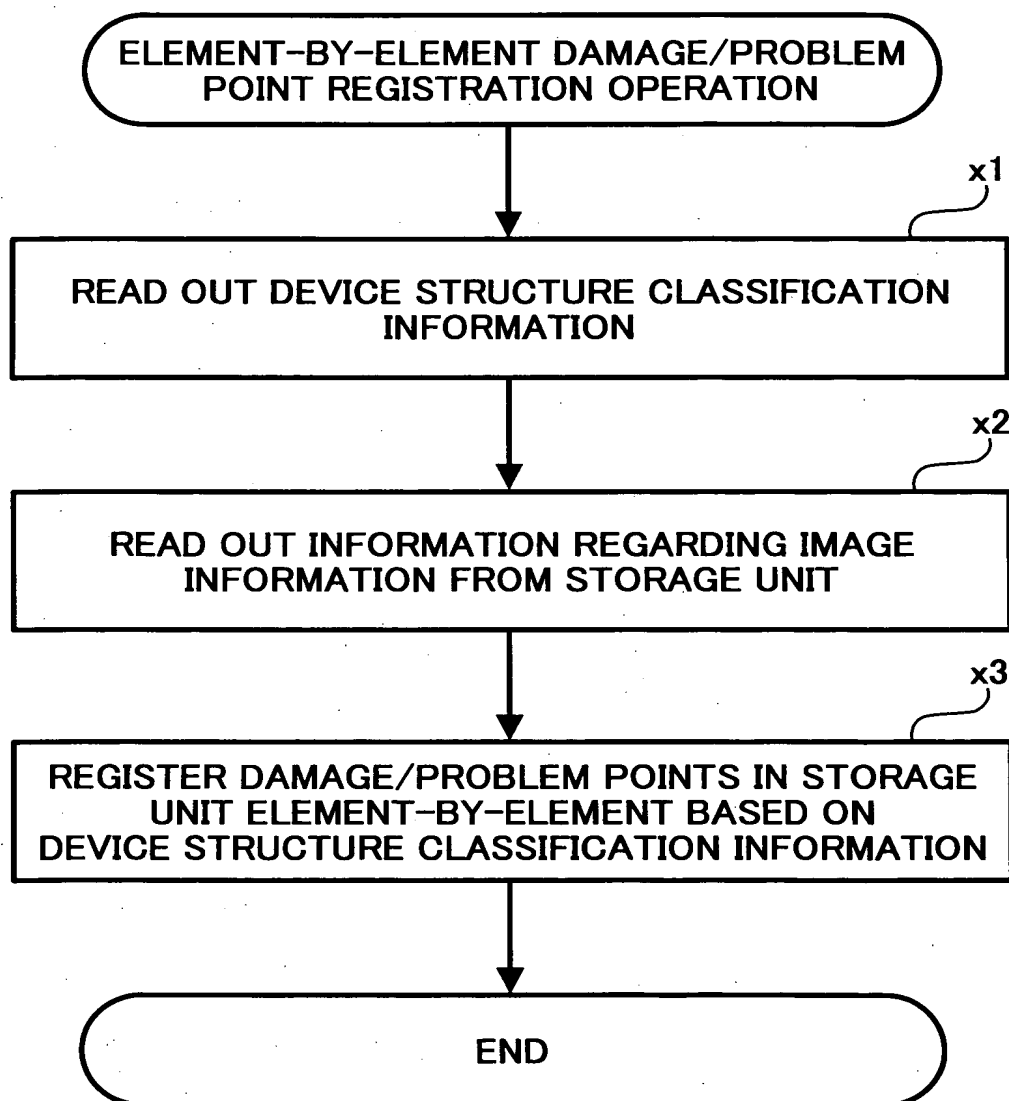 ELEMENT-BY-ELEMENT DAMAGE/PROBLEM
POINT REGISTRATION OPERATION
x1
READ OUT DEVICE STRUCTURE CLASSIFICATION
INFORMATION
x2
READ OUT INFORMATION REGARDING IMAGE
INFORMATION FROM STORAGE UNIT
x3
REGISTER DAMAGE/PROBLEM POINTS IN STORAGE
UNIT ELEMENT-BY-ELEMENT BASED ON
DEVICE STRUCTURE CLASSIFICATION INFORMATION
END